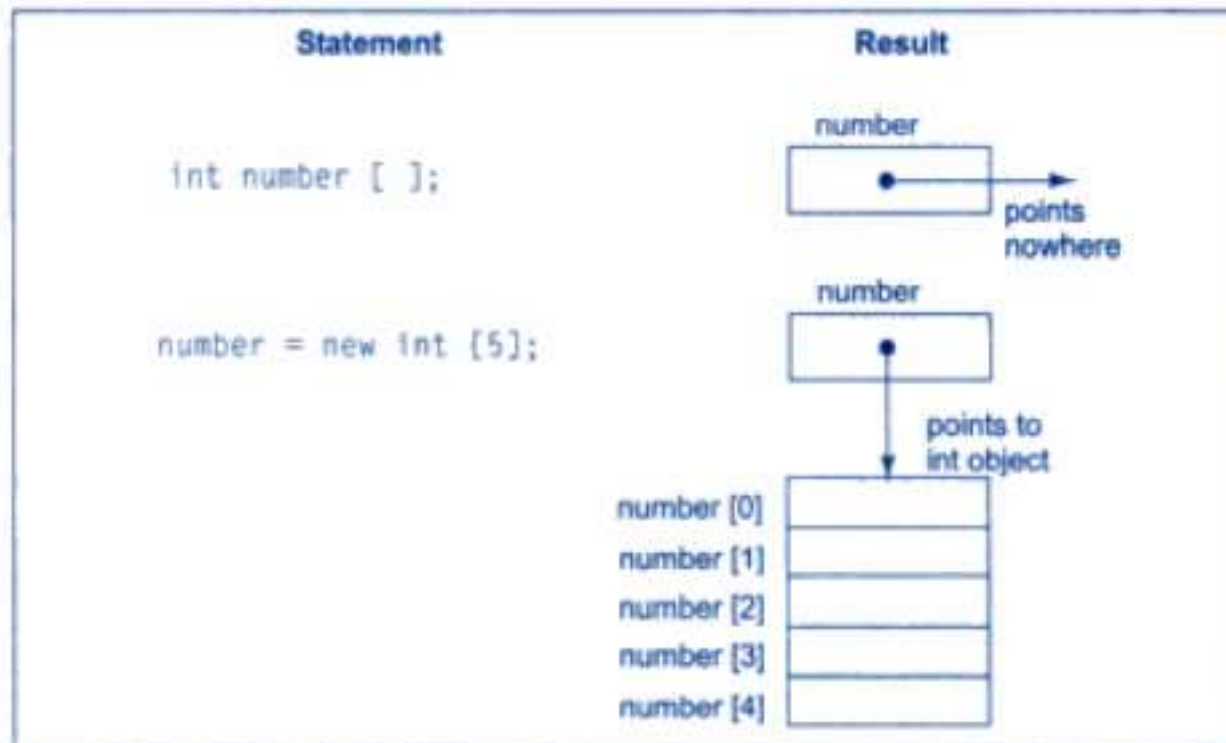 Statement
Result
number
int number [ ];
points
nowhere
number
number = new int [5];
points to
int object
number [0]
number [1]
number [2]
number [3]
number [4]